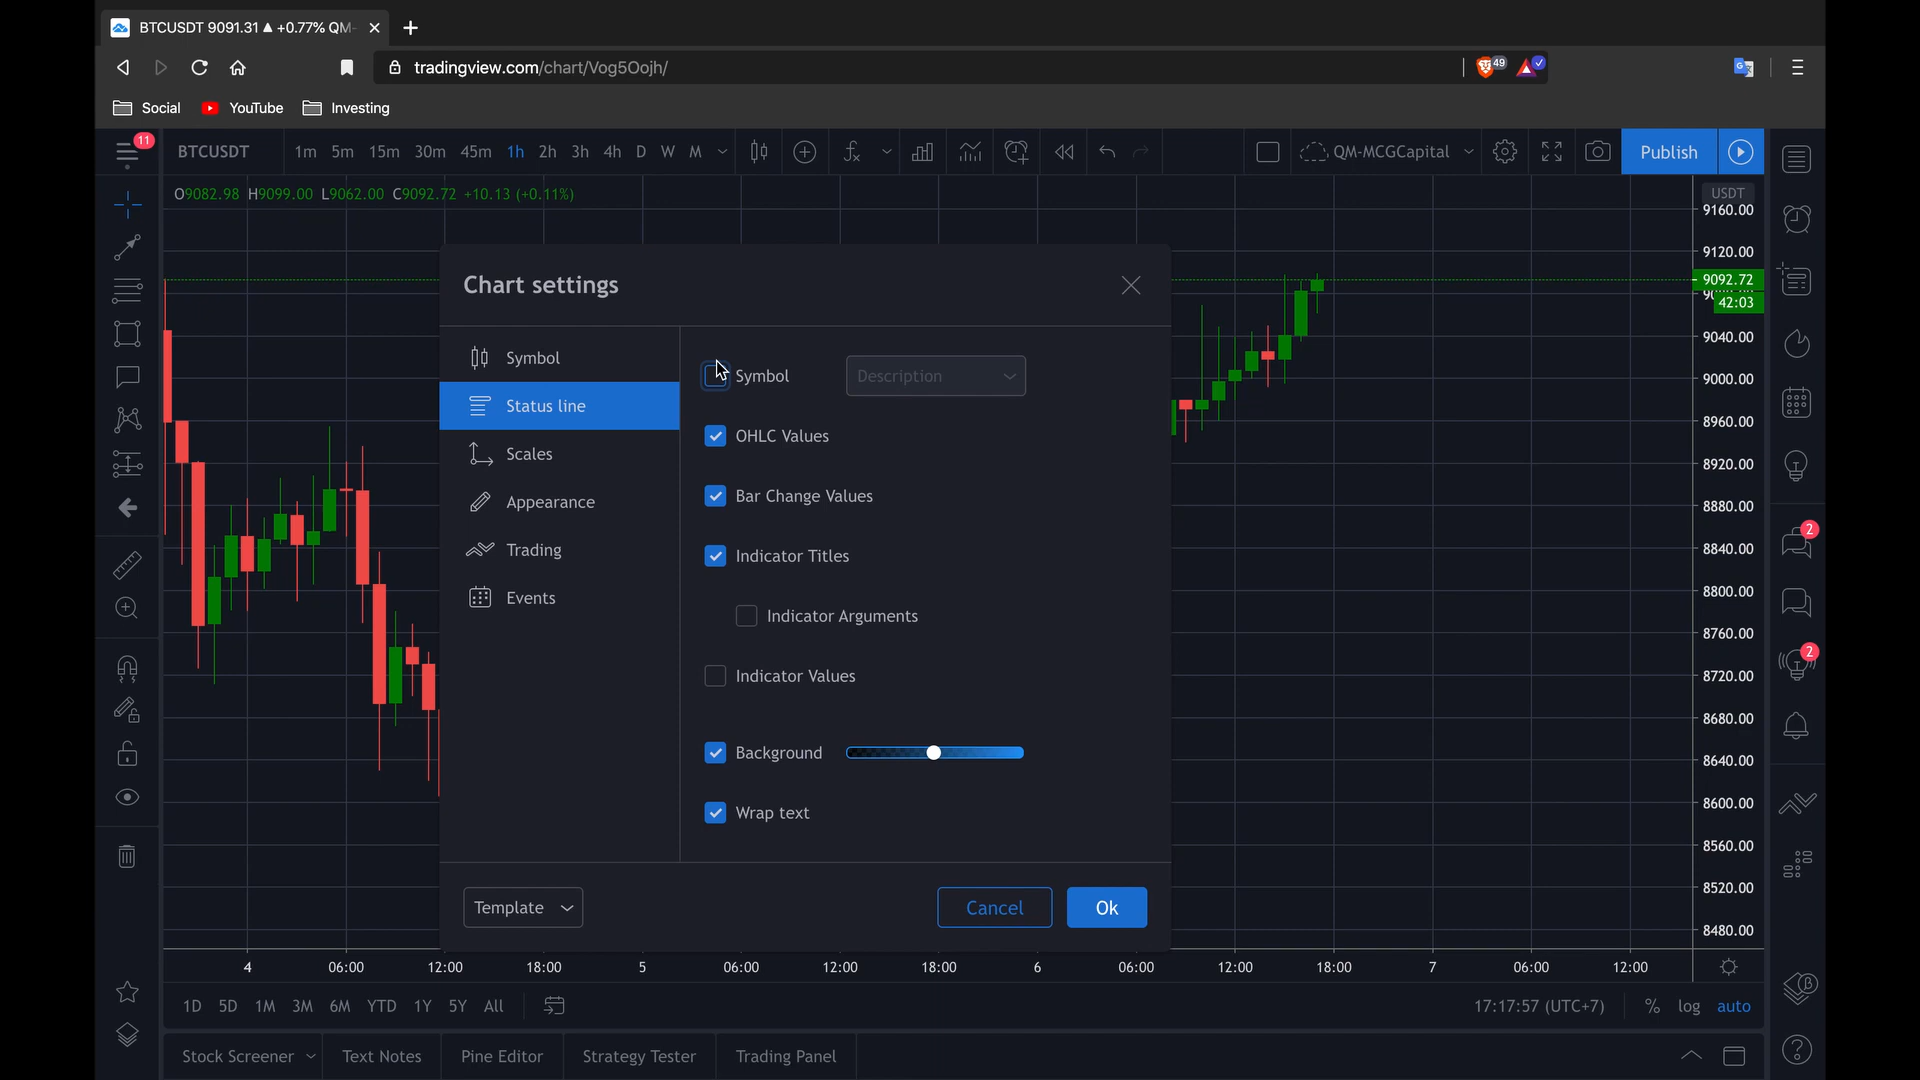 BTCUSDT 9091.31 ▲ +0.77% QM-
tradingview.com/chart/Vog5Oojh/
49
Social YouTube Investing
11
BTCUSDT 1m 5m 15m 30m 45m 1h 2h 3h 4h D W M QM-MCGCapital Publish
O9082.98 H9099.00 L9062.00 C9092.72 +10.13 (+0.11%)
USDT
9160.00
9120.00
9092.72
42:03
9040.00
9000.00
8960.00
8920.00
8880.00
8840.00
8800.00
8760.00
8720.00
8680.00
8640.00
8600.00
8560.00
8520.00
8480.00
Chart settings
Symbol
Status line
Scales
Appearance
Trading
Events
Symbol Description
OHLC Values
Bar Change Values
Indicator Titles
Indicator Arguments
Indicator Values
Background
Wrap text
Template Cancel Ok
2
2
4 06:00 12:00 18:00 5 06:00 12:00 18:00 6 06:00 12:00 18:00 7 06:00 12:00
1D 5D 1M 3M 6M YTD 1Y 5Y All 17:17:57 (UTC+7) % log auto
Stock Screener Text Notes Pine Editor Strategy Tester Trading Panel